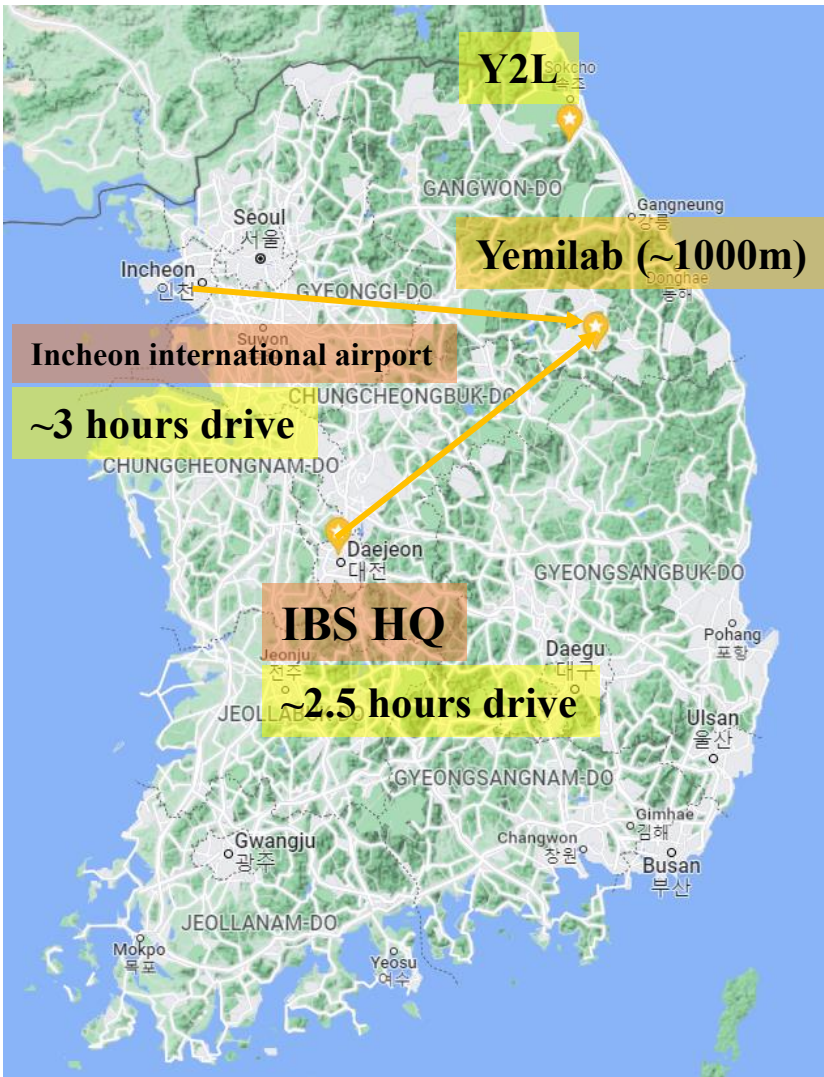 Y2L
Sokcho
속초
GANGWON-DO
Gangneung
강릉
Seoul
서울
Yemilab (~1000m)
Donghae
동해
Incheon
인천
GYEONGGI-DO
Suwon
Incheon international airport
CHUNGCHEONGBUK-DO
~3 hours drive
CHUNGCHEONGNAM-DO
Daejeon
대전
GYEONGSANGBUK-DO
IBS HQ
Pohang
포항
Jeonju
전주
Daegu
대구
~2.5 hours drive
JEOLLABUK-DO
Ulsan
울산
GYEONGSANGNAM-DO
Gimhae
김해
Changwon
창원
Gwangju
광주
Busan
부산
JEOLLANAM-DO
Mokpo
목포
Yeosu
여수